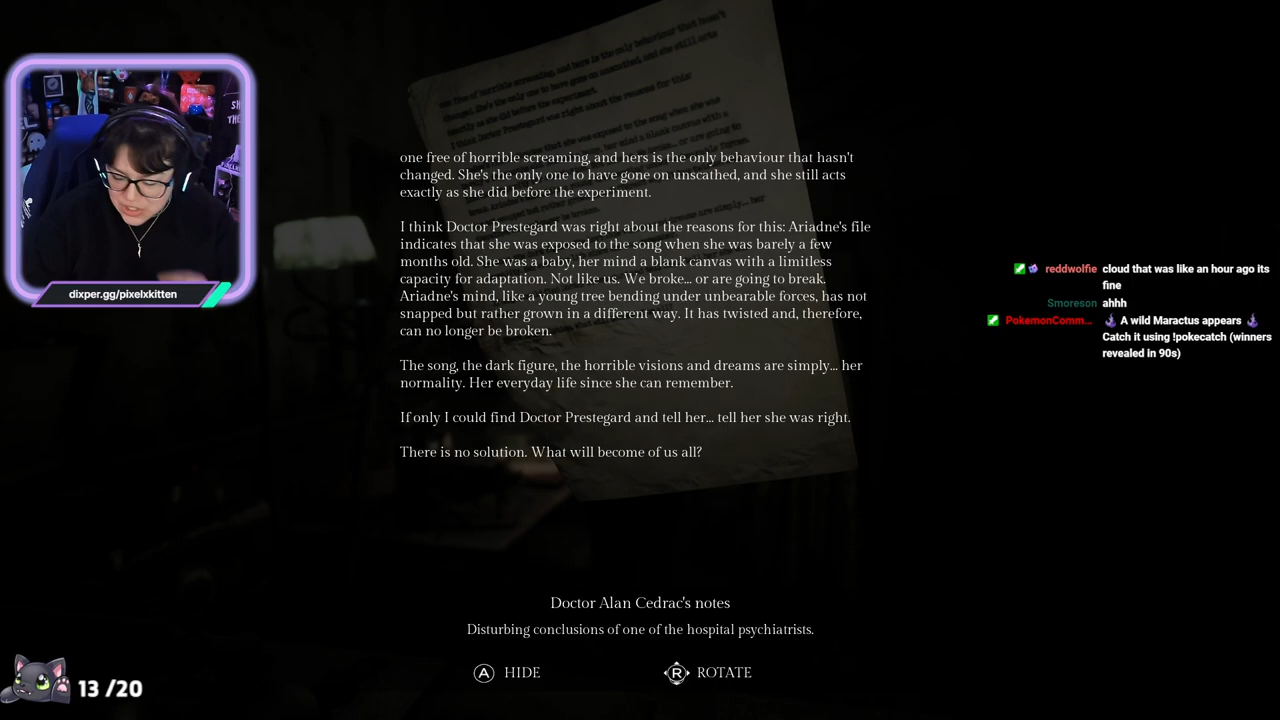 one free of horrible screaming, and hers is the only behaviour that hasn't
changed. She's the only one to have gone on unscathed, and she still acts
exactly as she did before the experiment.
I think Doctor Prestegard was right about the reasons for this: Ariadne's file
indicates that she was exposed to the song when she was barely a few
months old. She was a baby, her mind a blank canvas with a limitless
capacity for adaptation. Not like us. We broke... or are going to break.
Ariadne's mind, like a young tree bending under unbearable forces, has not
snapped but rather grown in a different way. It has twisted and, therefore,
can no longer be broken.
The song, the dark figure, the horrible visions and dreams are simply... her
normality. Her everyday life since she can remember.
If only I could find Doctor Prestegard and tell her... tell her she was right.
There is no solution. What will become of us all?
Doctor Alan Cedrac's notes
Disturbing conclusions of one of the hospital psychiatrists.
A HIDE
R ROTATE
dixper.gg/pixelxkitten
reddwolfie cloud that was like an hour ago its
fine
Smoreson ahhh
PokemonComm... A wild Maractus appears
Catch it using !pokecatch (winners
revealed in 90s)
13 /20